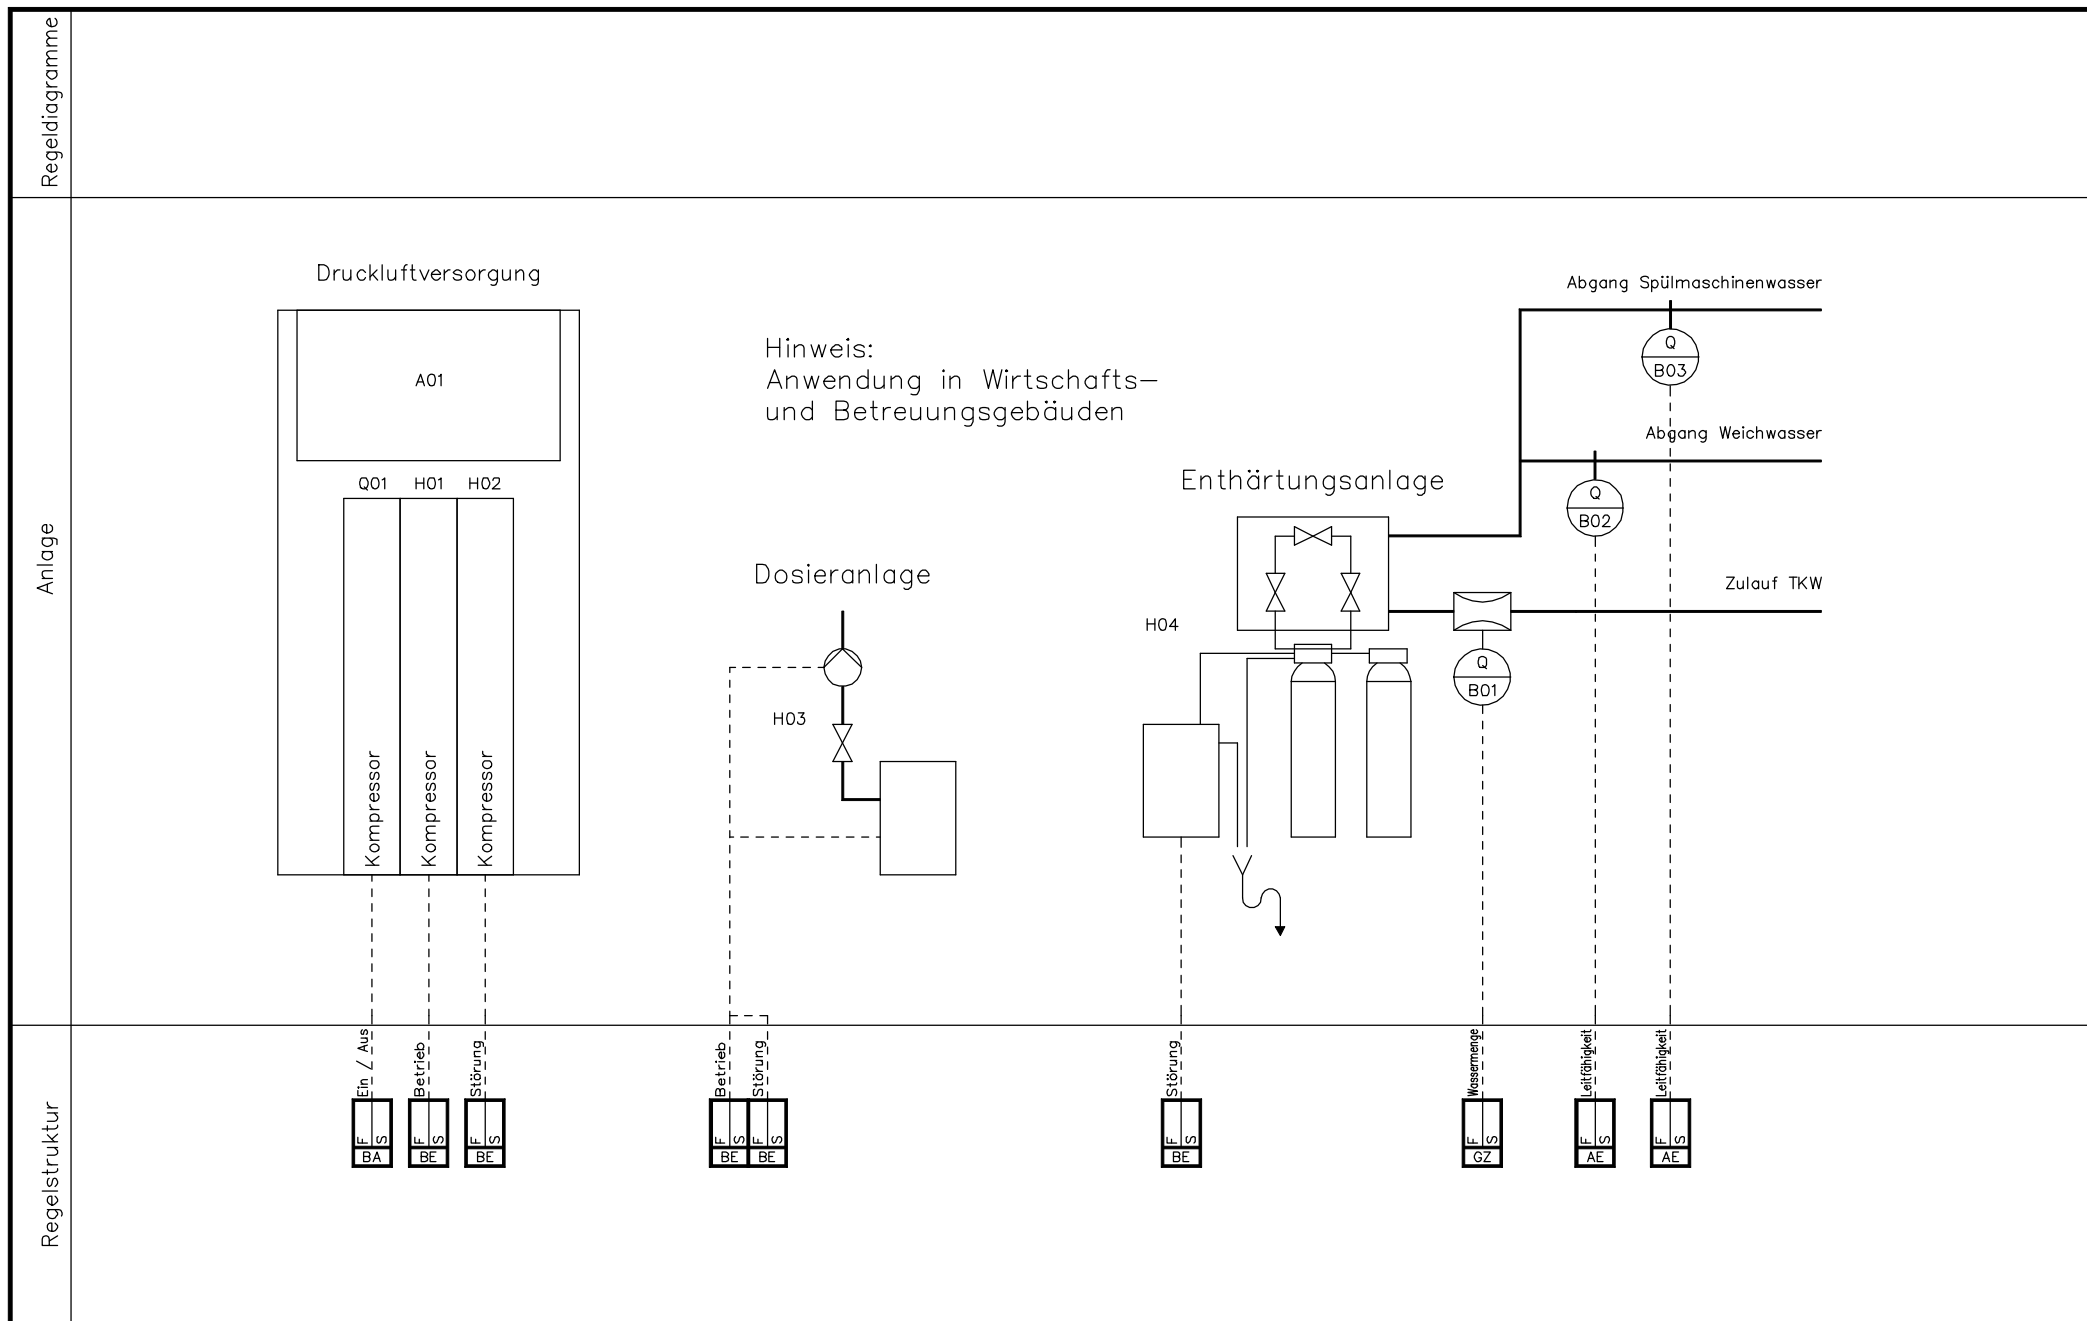 Regeldiagramme
Anlage
Druckluftversorgung
A01
Q01 H01 H02
Kompressor
Kompressor
Kompressor
Hinweis:
Anwendung in Wirtschafts-
und Betreuungsgebäuden
Dosieranlage
H03
Enthärtungsanlage
H04
Abgang Spülmaschinenwasser
Q
B03
Abgang Weichwasser
Q
B02
Zulauf TKW
Q
B01
Regelstruktur
Ein / Aus
F S
BA
Betrieb
F S
BE
Störung
F S
BE
Betrieb
F S
BE
Störung
F S
BE
Störung
F S
BE
Wassermenge
F S
GZ
Leitfähigkeit
F S
AE
Leitfähigkeit
F S
AE